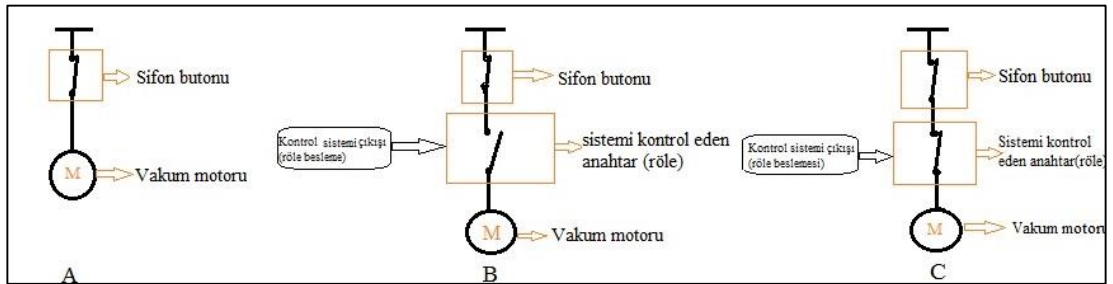 Sifon butonu
M
Vakum motoru
A
Sifon butonu
Kontrol sistemi çıkışı
(röle besleme)
sistemi kontrol eden
anahtar (röle)
M
Vakum motoru
B
Sifon butonu
Kontrol sistemi çıkışı
(röle beslemesi)
Sistemi kontrol
eden anahtar(röle)
M
Vakum motoru
C